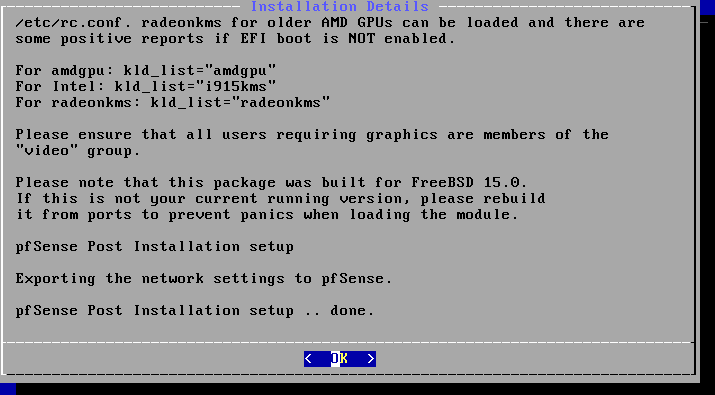 Installation Details
/etc/rc.conf. radeonkms for older AMD GPUs can be loaded and there are
some positive reports if EFI boot is NOT enabled.
For amdgpu: kld_list="amdgpu"
For Intel: kld_list="i915kms"
For radeonkms: kld_list="radeonkms"
Please ensure that all users requiring graphics are members of the
"video" group.
Please note that this package was built for FreeBSD 15.0.
If this is not your current running version, please rebuild
it from ports to prevent panics when loading the module.
pfSense Post Installation setup
Exporting the network settings to pfSense.
pfSense Post Installation setup .. done.
< OK >